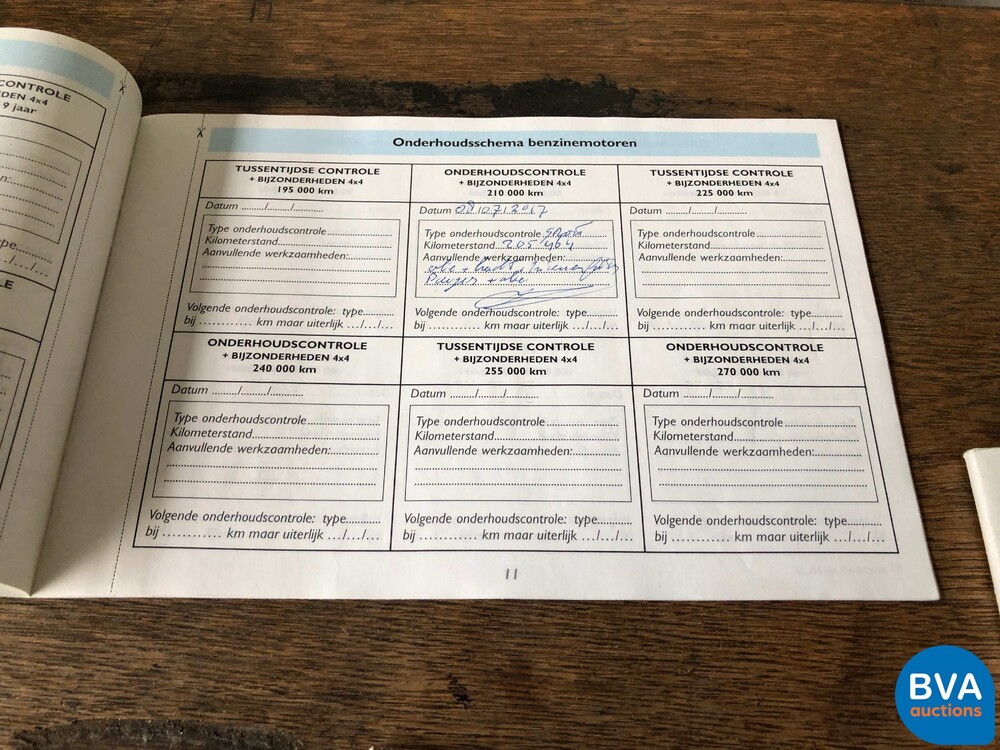 CONTROLE
DEN 4x4
9 jaar
Onderhoudsschema benzinemotoren
TUSSENTIJDSE CONTROLE
+ BIJZONDERHEDEN 4x4
195 000 km
Datum ......../......./...........
Type onderhoudscontrole
Kilometerstand
Aanvullende werkzaamheden:
Volgende onderhoudscontrole: type
bij ............ km maar uiterlijk .../.../...
ONDERHOUDSCONTROLE
+ BIJZONDERHEDEN 4x4
210 000 km
Datum 08/07/2017
Type onderhoudscontrole
Kilometerstand 205 464
Aanvullende werkzaamheden:
Volgende onderhoudscontrole: type
bij ............ km maar uiterlijk .../.../...
TUSSENTIJDSE CONTROLE
+ BIJZONDERHEDEN 4x4
225 000 km
Datum ......../......./...........
Type onderhoudscontrole
Kilometerstand
Aanvullende werkzaamheden:
Volgende onderhoudscontrole: type
bij ............ km maar uiterlijk .../.../...
ONDERHOUDSCONTROLE
+ BIJZONDERHEDEN 4x4
240 000 km
Datum ......../......./...........
Type onderhoudscontrole
Kilometerstand
Aanvullende werkzaamheden:
Volgende onderhoudscontrole: type
bij ............ km maar uiterlijk .../.../...
TUSSENTIJDSE CONTROLE
+ BIJZONDERHEDEN 4x4
255 000 km
Datum ......../......./...........
Type onderhoudscontrole
Kilometerstand
Aanvullende werkzaamheden:
Volgende onderhoudscontrole: type
bij ............ km maar uiterlijk .../.../...
ONDERHOUDSCONTROLE
+ BIJZONDERHEDEN 4x4
270 000 km
Datum ......../......./...........
Type onderhoudscontrole
Kilometerstand
Aanvullende werkzaamheden:
Volgende onderhoudscontrole: type
bij ............ km maar uiterlijk .../.../...
11
BVA
auctions